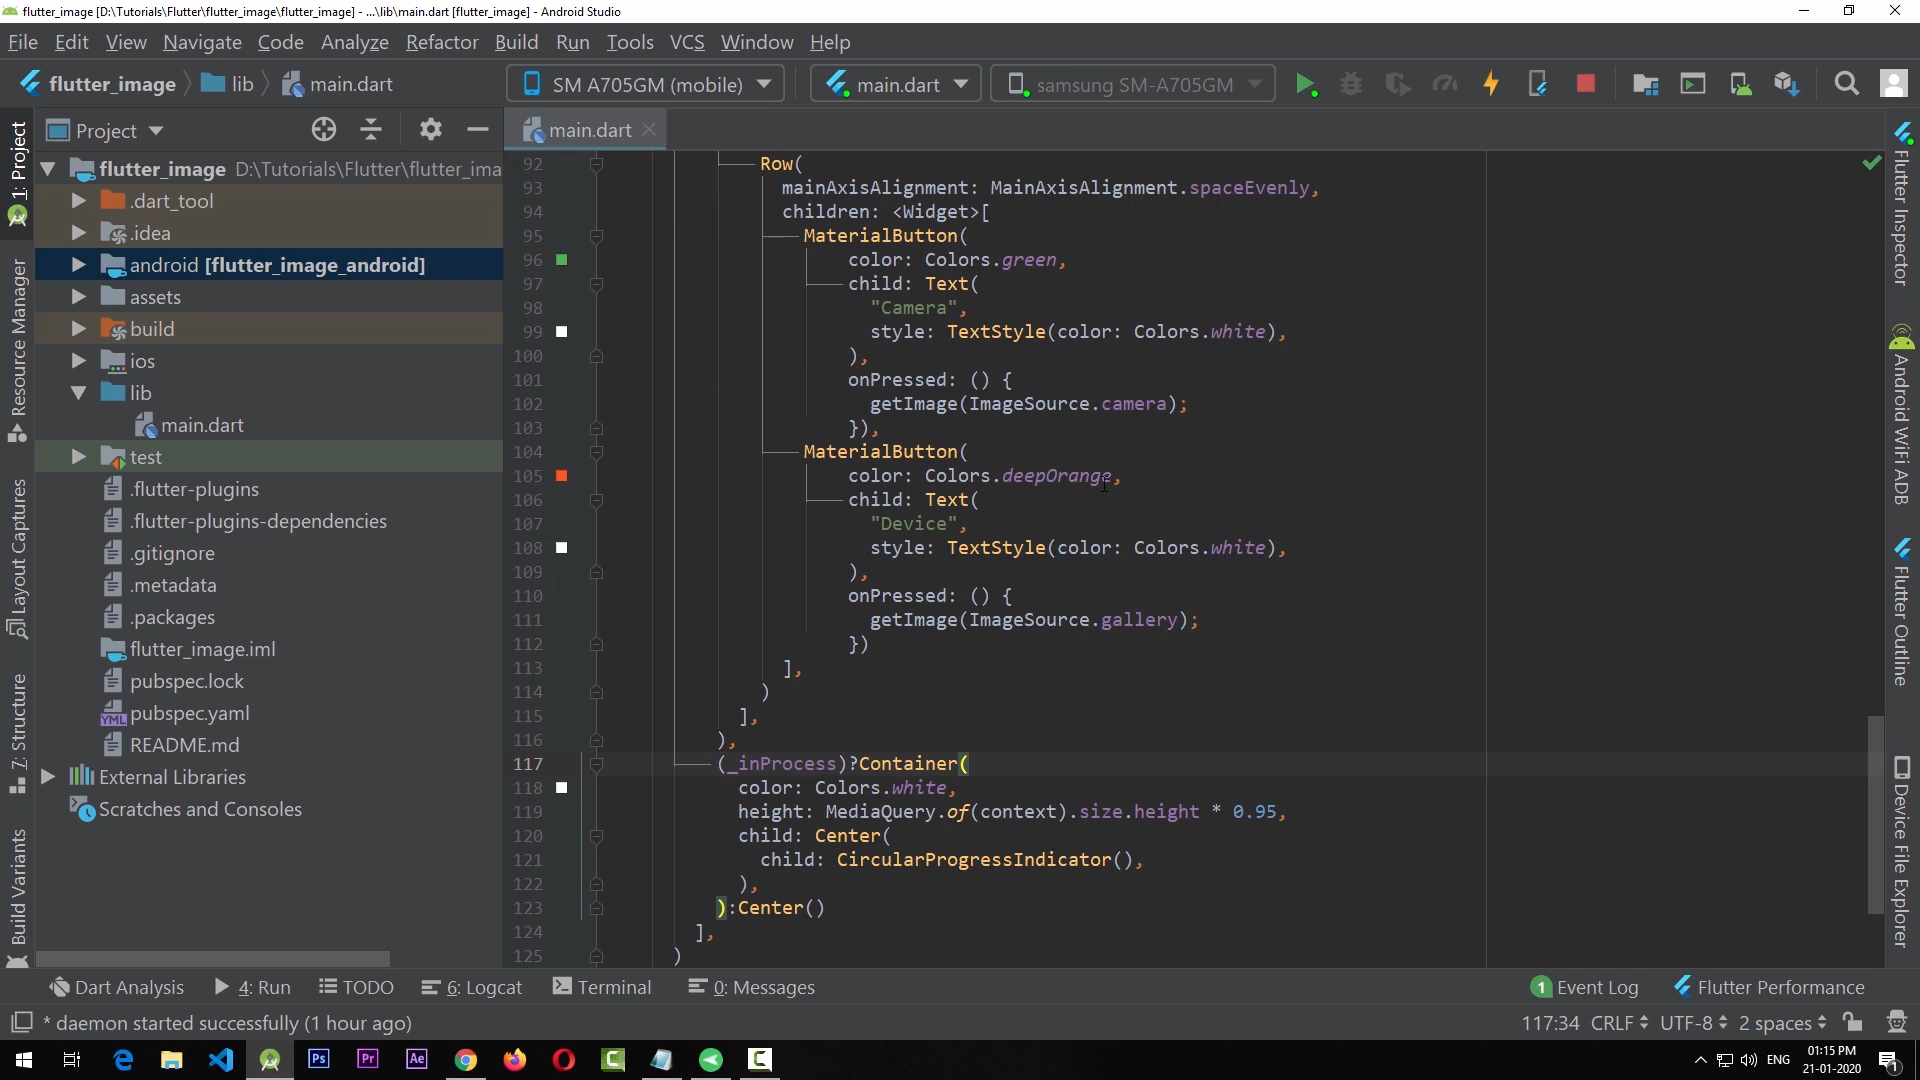 flutter_image [D:\Tutorials\Flutter\flutter_image\flutter_image] - ...\lib\main.dart [flutter_image] - Android Studio
File Edit View Navigate Code Analyze Refactor Build Run Tools VCS Window Help
flutter_image lib main.dart SM A705GM (mobile) main.dart samsung SM-A705GM
Project
main.dart
1: Project
Resource Manager
Layout Captures
7: Structure
Build Variants
flutter_image D:\Tutorials\Flutter\flutter_ima
.dart_tool
.idea
android [flutter_image_android]
assets
build
ios
lib
main.dart
test
.flutter-plugins
.flutter-plugins-dependencies
.gitignore
.metadata
.packages
flutter_image.iml
pubspec.lock
pubspec.yaml
README.md
External Libraries
Scratches and Consoles
92 Row(
93 mainAxisAlignment: MainAxisAlignment.spaceEvenly,
94 children: <Widget>[
95 MaterialButton(
96 color: Colors.green,
97 child: Text(
98 "Camera",
99 style: TextStyle(color: Colors.white),
100 ),
101 onPressed: () {
102 getImage(ImageSource.camera);
103 }),
104 MaterialButton(
105 color: Colors.deepOrange,
106 child: Text(
107 "Device",
108 style: TextStyle(color: Colors.white),
109 ),
110 onPressed: () {
111 getImage(ImageSource.gallery);
112 })
113 ],
114 )
115 ],
116 ),
117 (_inProcess)?Container(
118 color: Colors.white,
119 height: MediaQuery.of(context).size.height * 0.95,
120 child: Center(
121 child: CircularProgressIndicator(),
122 ),
123 ):Center()
124 ],
125 )
Flutter Inspector
Android WiFi ADB
Flutter Outline
Device File Explorer
Dart Analysis 4: Run TODO 6: Logcat Terminal 0: Messages 1 Event Log Flutter Performance
* daemon started successfully (1 hour ago) 117:34 CRLF UTF-8 2 spaces
Ps Pr Ae ENG 01:15 PM
21-01-2020
1